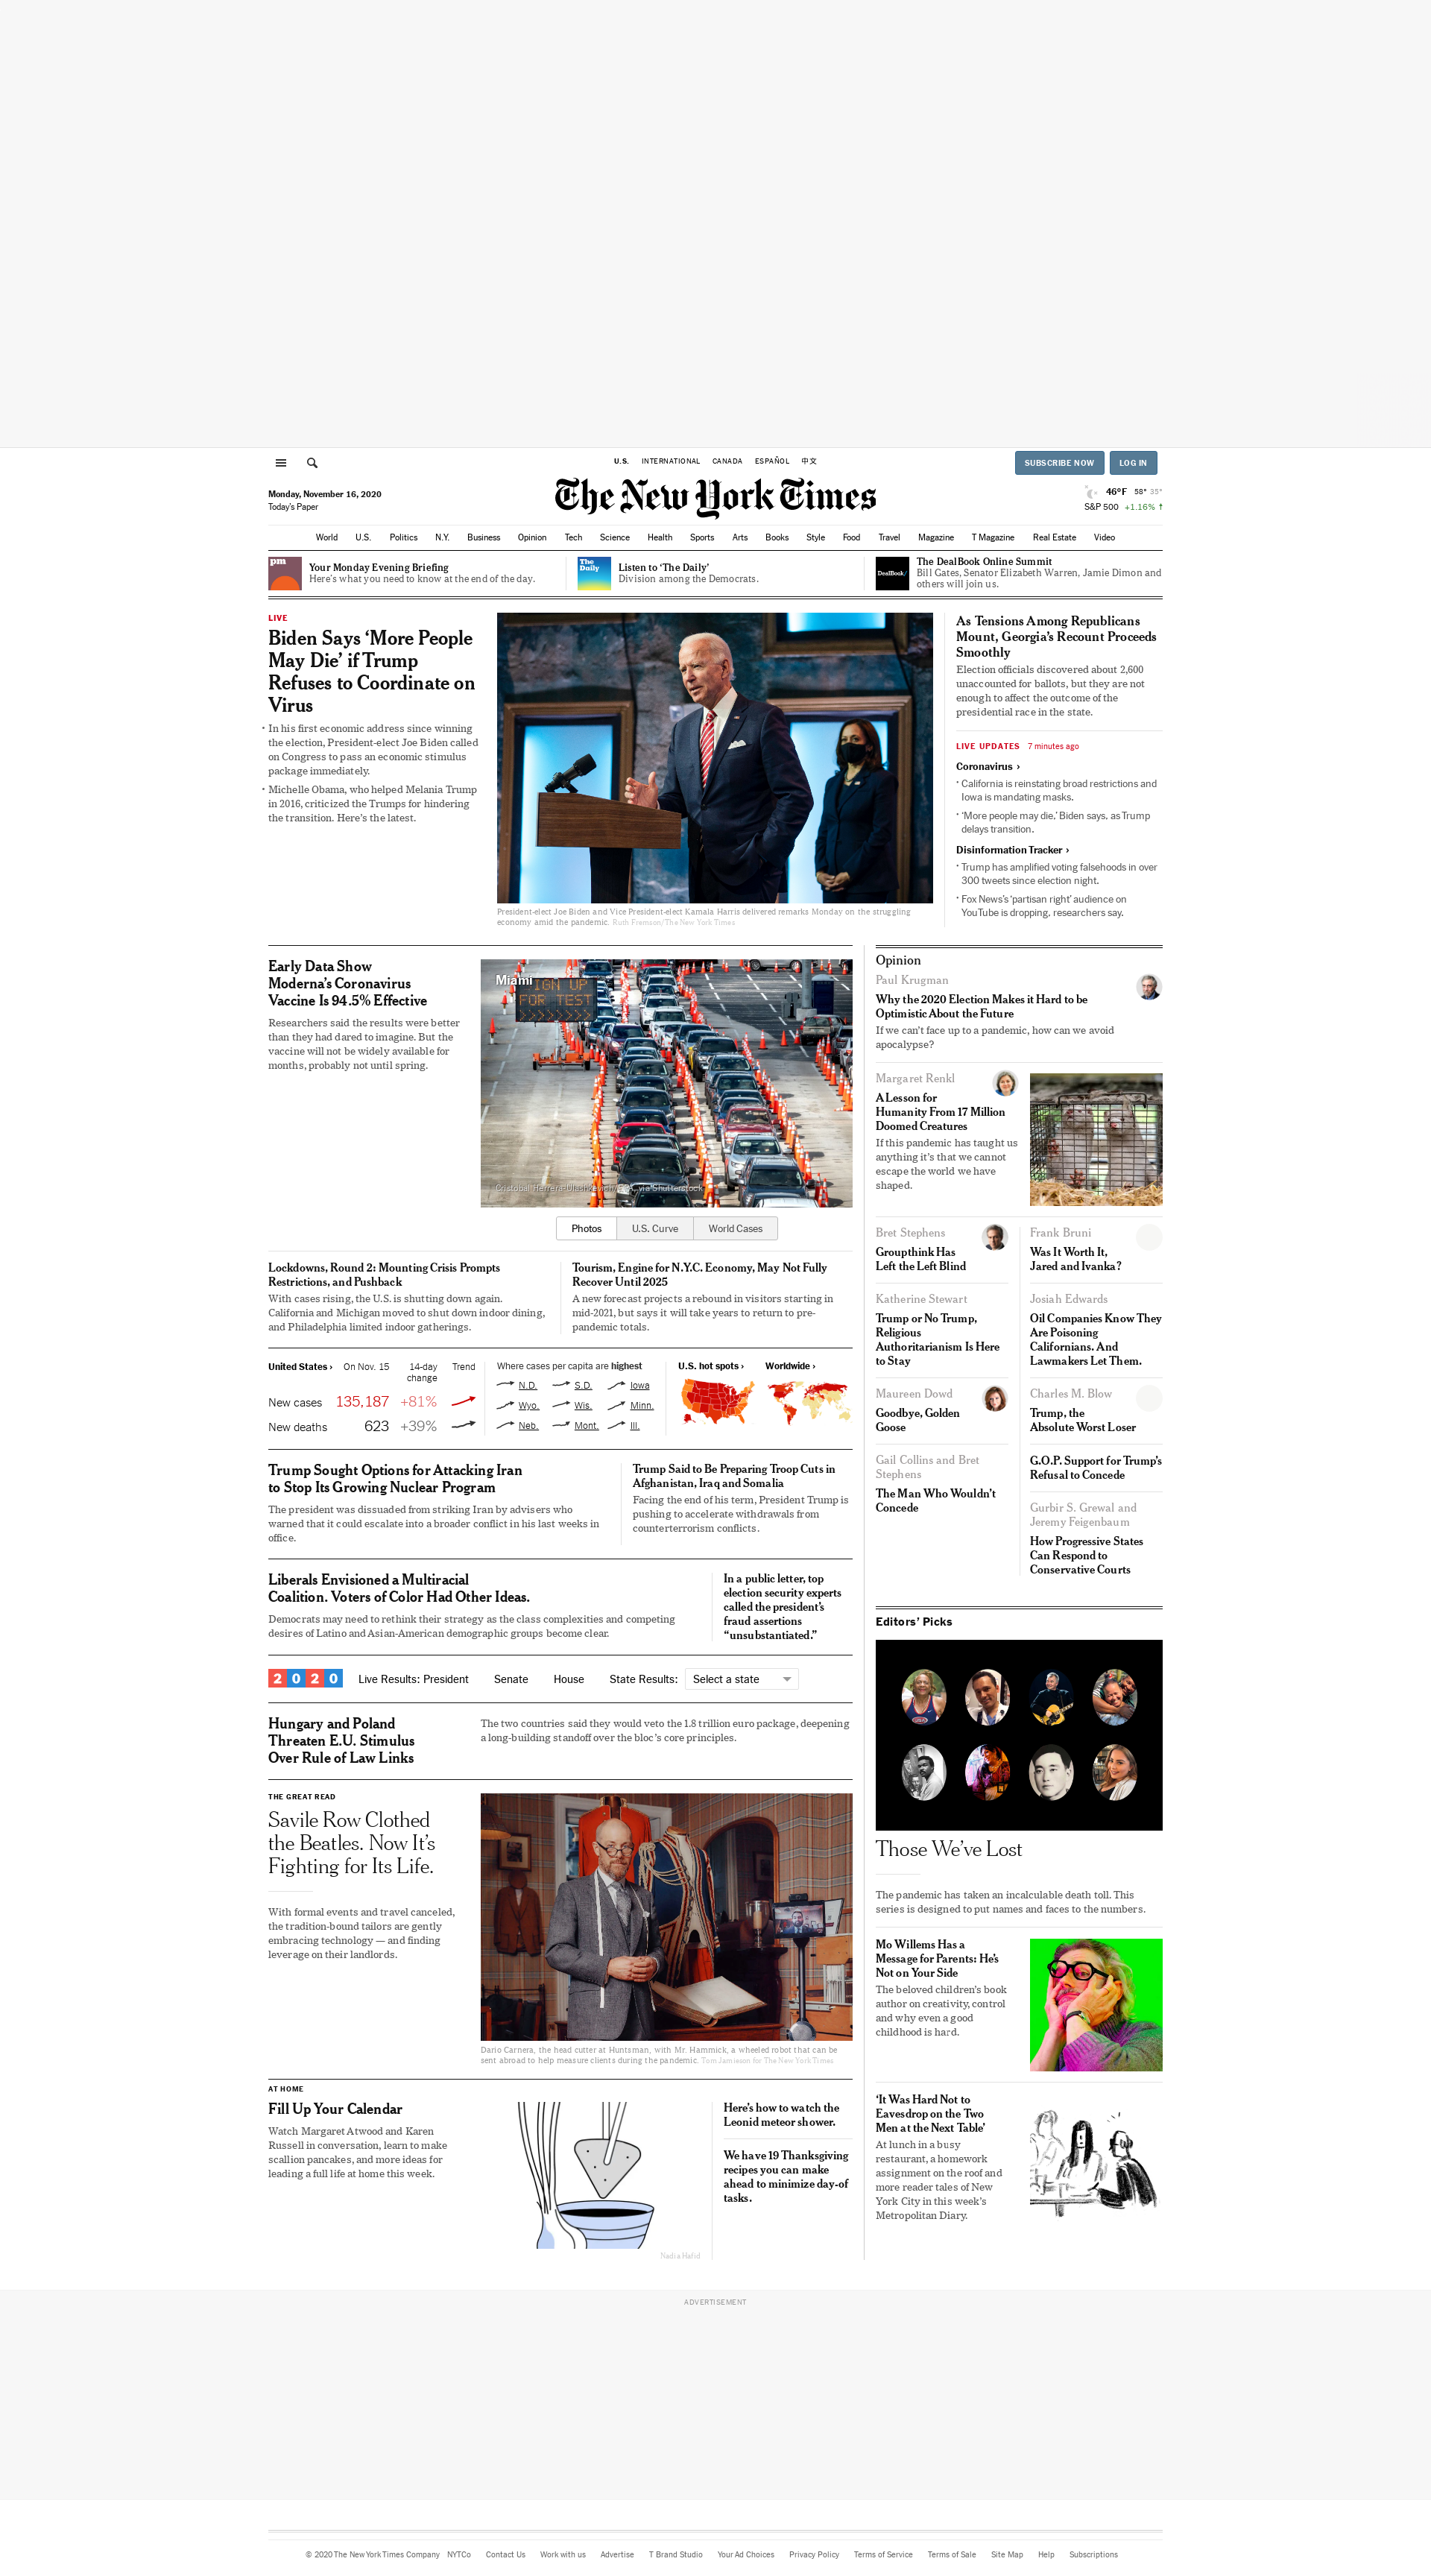 U.S. INTERNATIONAL CANADA ESPAÑOL 中文
SUBSCRIBE NOW LOG IN
Monday, November 16, 2020
Today's Paper
The New York Times
46°F 58° 35°
S&P 500 +1.16% ↑
World U.S. Politics N.Y. Business Opinion Tech Science Health Sports Arts Books Style Food Travel Magazine T Magazine Real Estate Video
pm
Your Monday Evening Briefing
Here's what you need to know at the end of the day.
The
Daily
Listen to ‘The Daily’
Division among the Democrats.
DealBook/
The DealBook Online Summit
Bill Gates, Senator Elizabeth Warren, Jamie Dimon and
others will join us.
LIVE
Biden Says ‘More People
May Die’ if Trump
Refuses to Coordinate on
Virus
• In his first economic address since winning
the election, President-elect Joe Biden called
on Congress to pass an economic stimulus
package immediately.
• Michelle Obama, who helped Melania Trump
in 2016, criticized the Trumps for hindering
the transition. Here’s the latest.
President-elect Joe Biden and Vice President-elect Kamala Harris delivered remarks Monday on the struggling
economy amid the pandemic. Ruth Fremson/The New York Times
As Tensions Among Republicans
Mount, Georgia’s Recount Proceeds
Smoothly
Election officials discovered about 2,600
unaccounted for ballots, but they are not
enough to affect the outcome of the
presidential race in the state.
LIVE UPDATES 7 minutes ago
Coronavirus ›
• California is reinstating broad restrictions and
Iowa is mandating masks.
• ‘More people may die,’ Biden says, as Trump
delays transition.
Disinformation Tracker ›
• Trump has amplified voting falsehoods in over
300 tweets since election night.
• Fox News’s ‘partisan right’ audience on
YouTube is dropping, researchers say.
Early Data Show
Moderna’s Coronavirus
Vaccine Is 94.5% Effective
Researchers said the results were better
than they had dared to imagine. But the
vaccine will not be widely available for
months, probably not until spring.
Miami
SIGN UP
FOR TEST
>>>>>>>
via Shutterstock
Photos U.S. Curve World Cases
Lockdowns, Round 2: Mounting Crisis Prompts
Restrictions, and Pushback
With cases rising, the U.S. is shutting down again.
California and Michigan moved to shut down indoor dining,
and Philadelphia limited indoor gatherings.
Tourism, Engine for N.Y.C. Economy, May Not Fully
Recover Until 2025
A new forecast projects a rebound in visitors starting in
mid-2021, but says it will take years to return to pre-
pandemic totals.
United States › On Nov. 15 14-day
change Trend
New cases 135,187 +81%
New deaths 623 +39%
Where cases per capita are highest
N.D. S.D. Iowa
Wyo. Wis. Minn.
Neb. Mont. Ill.
U.S. hot spots › Worldwide ›
Trump Sought Options for Attacking Iran
to Stop Its Growing Nuclear Program
The president was dissuaded from striking Iran by advisers who
warned that it could escalate into a broader conflict in his last weeks in
office.
Trump Said to Be Preparing Troop Cuts in
Afghanistan, Iraq and Somalia
Facing the end of his term, President Trump is
pushing to accelerate withdrawals from
counterterrorism conflicts.
Liberals Envisioned a Multiracial
Coalition. Voters of Color Had Other Ideas.
Democrats may need to rethink their strategy as the class complexities and competing
desires of Latino and Asian-American demographic groups become clear.
In a public letter, top
election security experts
called the president’s
fraud assertions
“unsubstantiated.”
2020 Live Results: President Senate House State Results: Select a state
Hungary and Poland
Threaten E.U. Stimulus
Over Rule of Law Links
The two countries said they would veto the 1.8 trillion euro package, deepening
a long-building standoff over the bloc’s core principles.
THE GREAT READ
Savile Row Clothed
the Beatles. Now It’s
Fighting for Its Life.
With formal events and travel canceled,
the tradition-bound tailors are gently
embracing technology — and finding
leverage on their landlords.
Dario Carnera, the head cutter at Huntsman, with Mr. Hammick, a wheeled robot that can be
sent abroad to help measure clients during the pandemic. Tom Jamieson for The New York Times
AT HOME
Fill Up Your Calendar
Watch Margaret Atwood and Karen
Russell in conversation, learn to make
scallion pancakes, and more ideas for
leading a full life at home this week.
Nadia Hafid
Here’s how to watch the
Leonid meteor shower.
We have 19 Thanksgiving
recipes you can make
ahead to minimize day-of
tasks.
Opinion
Paul Krugman
Why the 2020 Election Makes it Hard to be
Optimistic About the Future
If we can’t face up to a pandemic, how can we avoid
apocalypse?
Margaret Renkl
A Lesson for
Humanity From 17 Million
Doomed Creatures
If this pandemic has taught us
anything it’s that we cannot
escape the world we have
shaped.
Bret Stephens
Groupthink Has
Left the Left Blind
Katherine Stewart
Trump or No Trump,
Religious
Authoritarianism Is Here
to Stay
Maureen Dowd
Goodbye, Golden
Goose
Gail Collins and Bret
Stephens
The Man Who Wouldn’t
Concede
Frank Bruni
Was It Worth It,
Jared and Ivanka?
Josiah Edwards
Oil Companies Know They
Are Poisoning
Californians. And
Lawmakers Let Them.
Charles M. Blow
Trump, the
Absolute Worst Loser
G.O.P. Support for Trump’s
Refusal to Concede
Gurbir S. Grewal and
Jeremy Feigenbaum
How Progressive States
Can Respond to
Conservative Courts
Editors’ Picks
Those We’ve Lost
The pandemic has taken an incalculable death toll. This
series is designed to put names and faces to the numbers.
Mo Willems Has a
Message for Parents: He’s
Not on Your Side
The beloved children’s book
author on creativity, control
and why even a good
childhood is hard.
‘It Was Hard Not to
Eavesdrop on the Two
Men at the Next Table’
At lunch in a busy
restaurant, a homework
assignment on the roof and
more reader tales of New
York City in this week’s
Metropolitan Diary.
ADVERTISEMENT
© 2020 The New York Times Company NYTCo Contact Us Work with us Advertise T Brand Studio Your Ad Choices Privacy Policy Terms of Service Terms of Sale Site Map Help Subscriptions